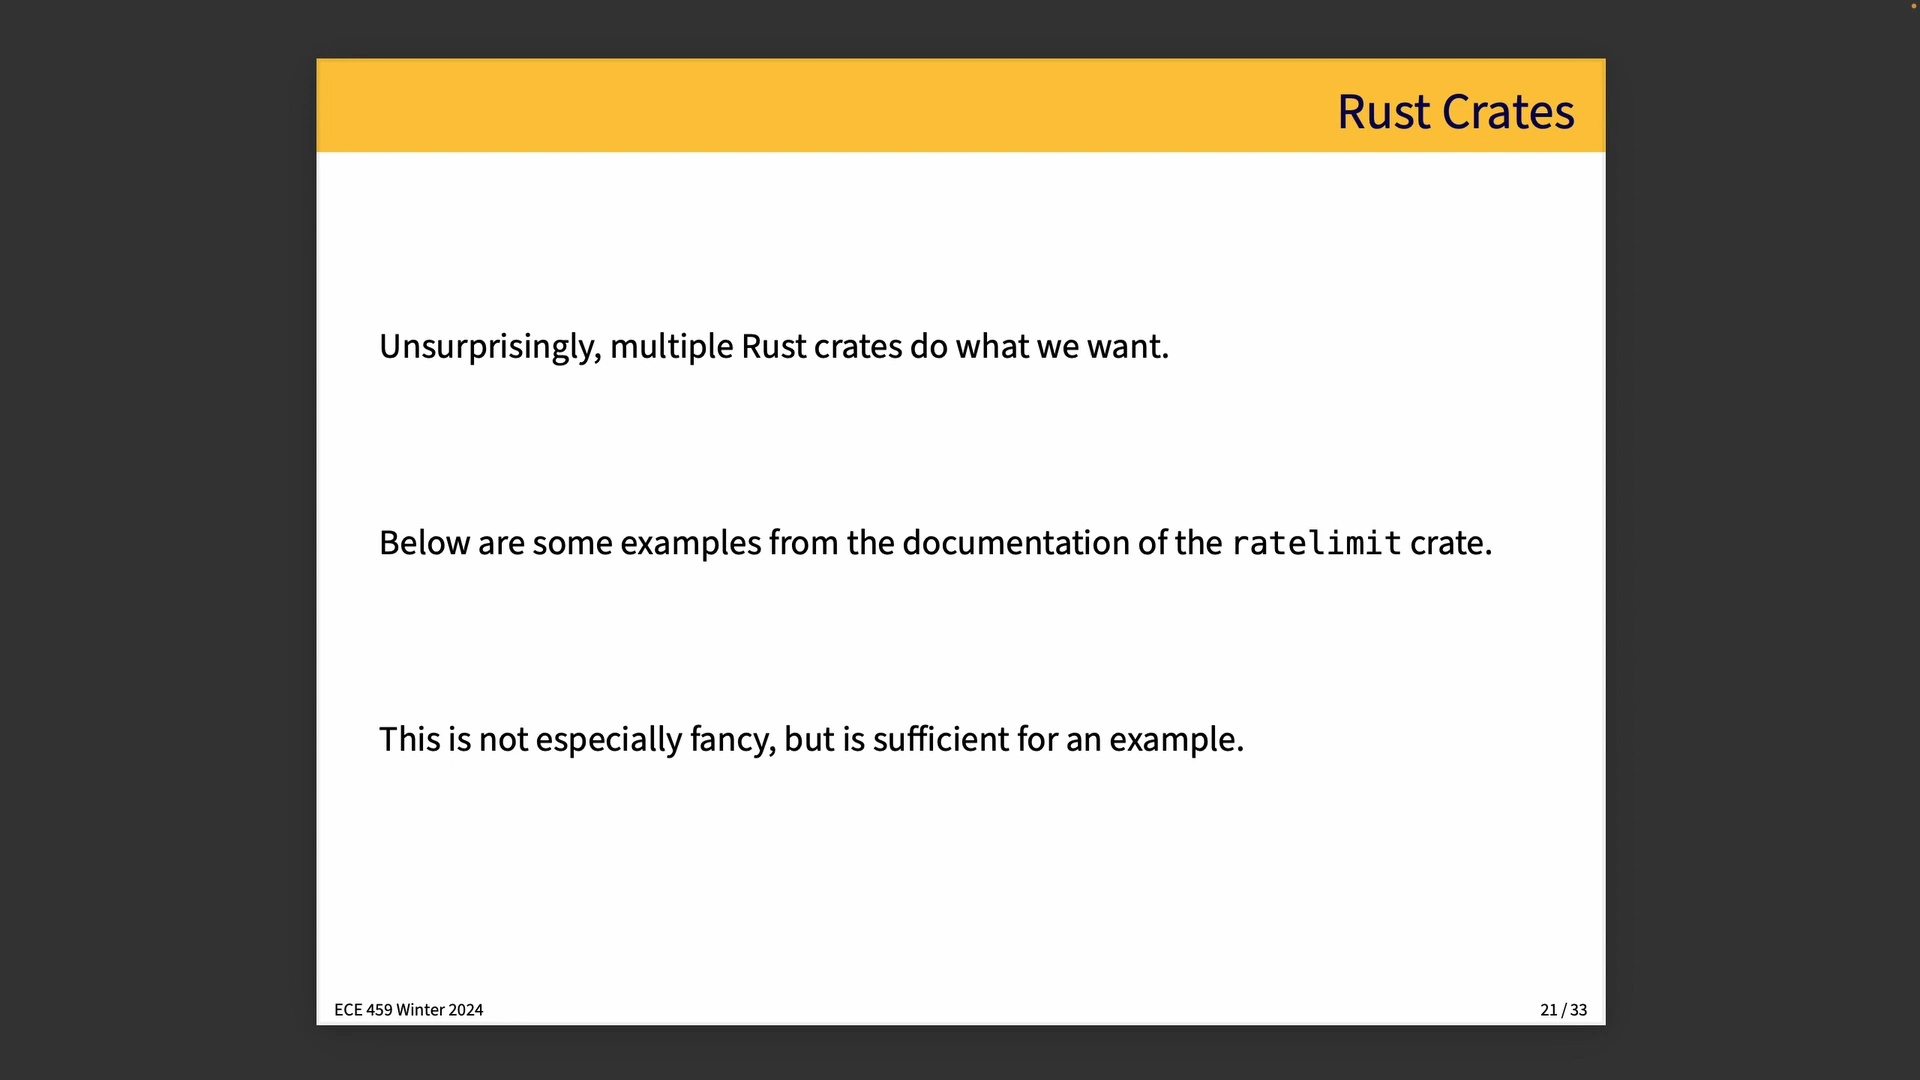 Rust Crates
Unsurprisingly, multiple Rust crates do what we want.
Below are some examples from the documentation of the ratelimit crate.
This is not especially fancy, but is sufficient for an example.
ECE 459 Winter 2024
21 / 33